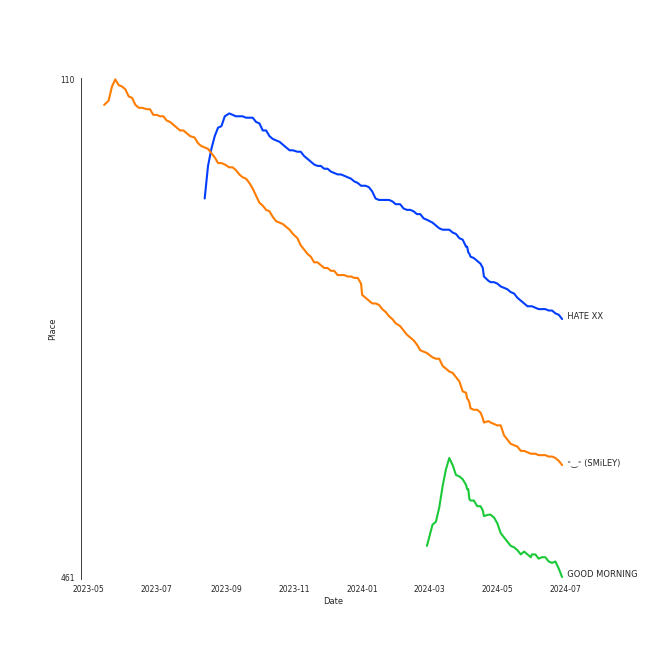 110
Place
HATE XX
ᵔ‿ᵔ (SMiLEY)
GOOD MORNING
461
2023-05 2023-07 2023-09 2023-11 2024-01 2024-03 2024-05 2024-07
Date